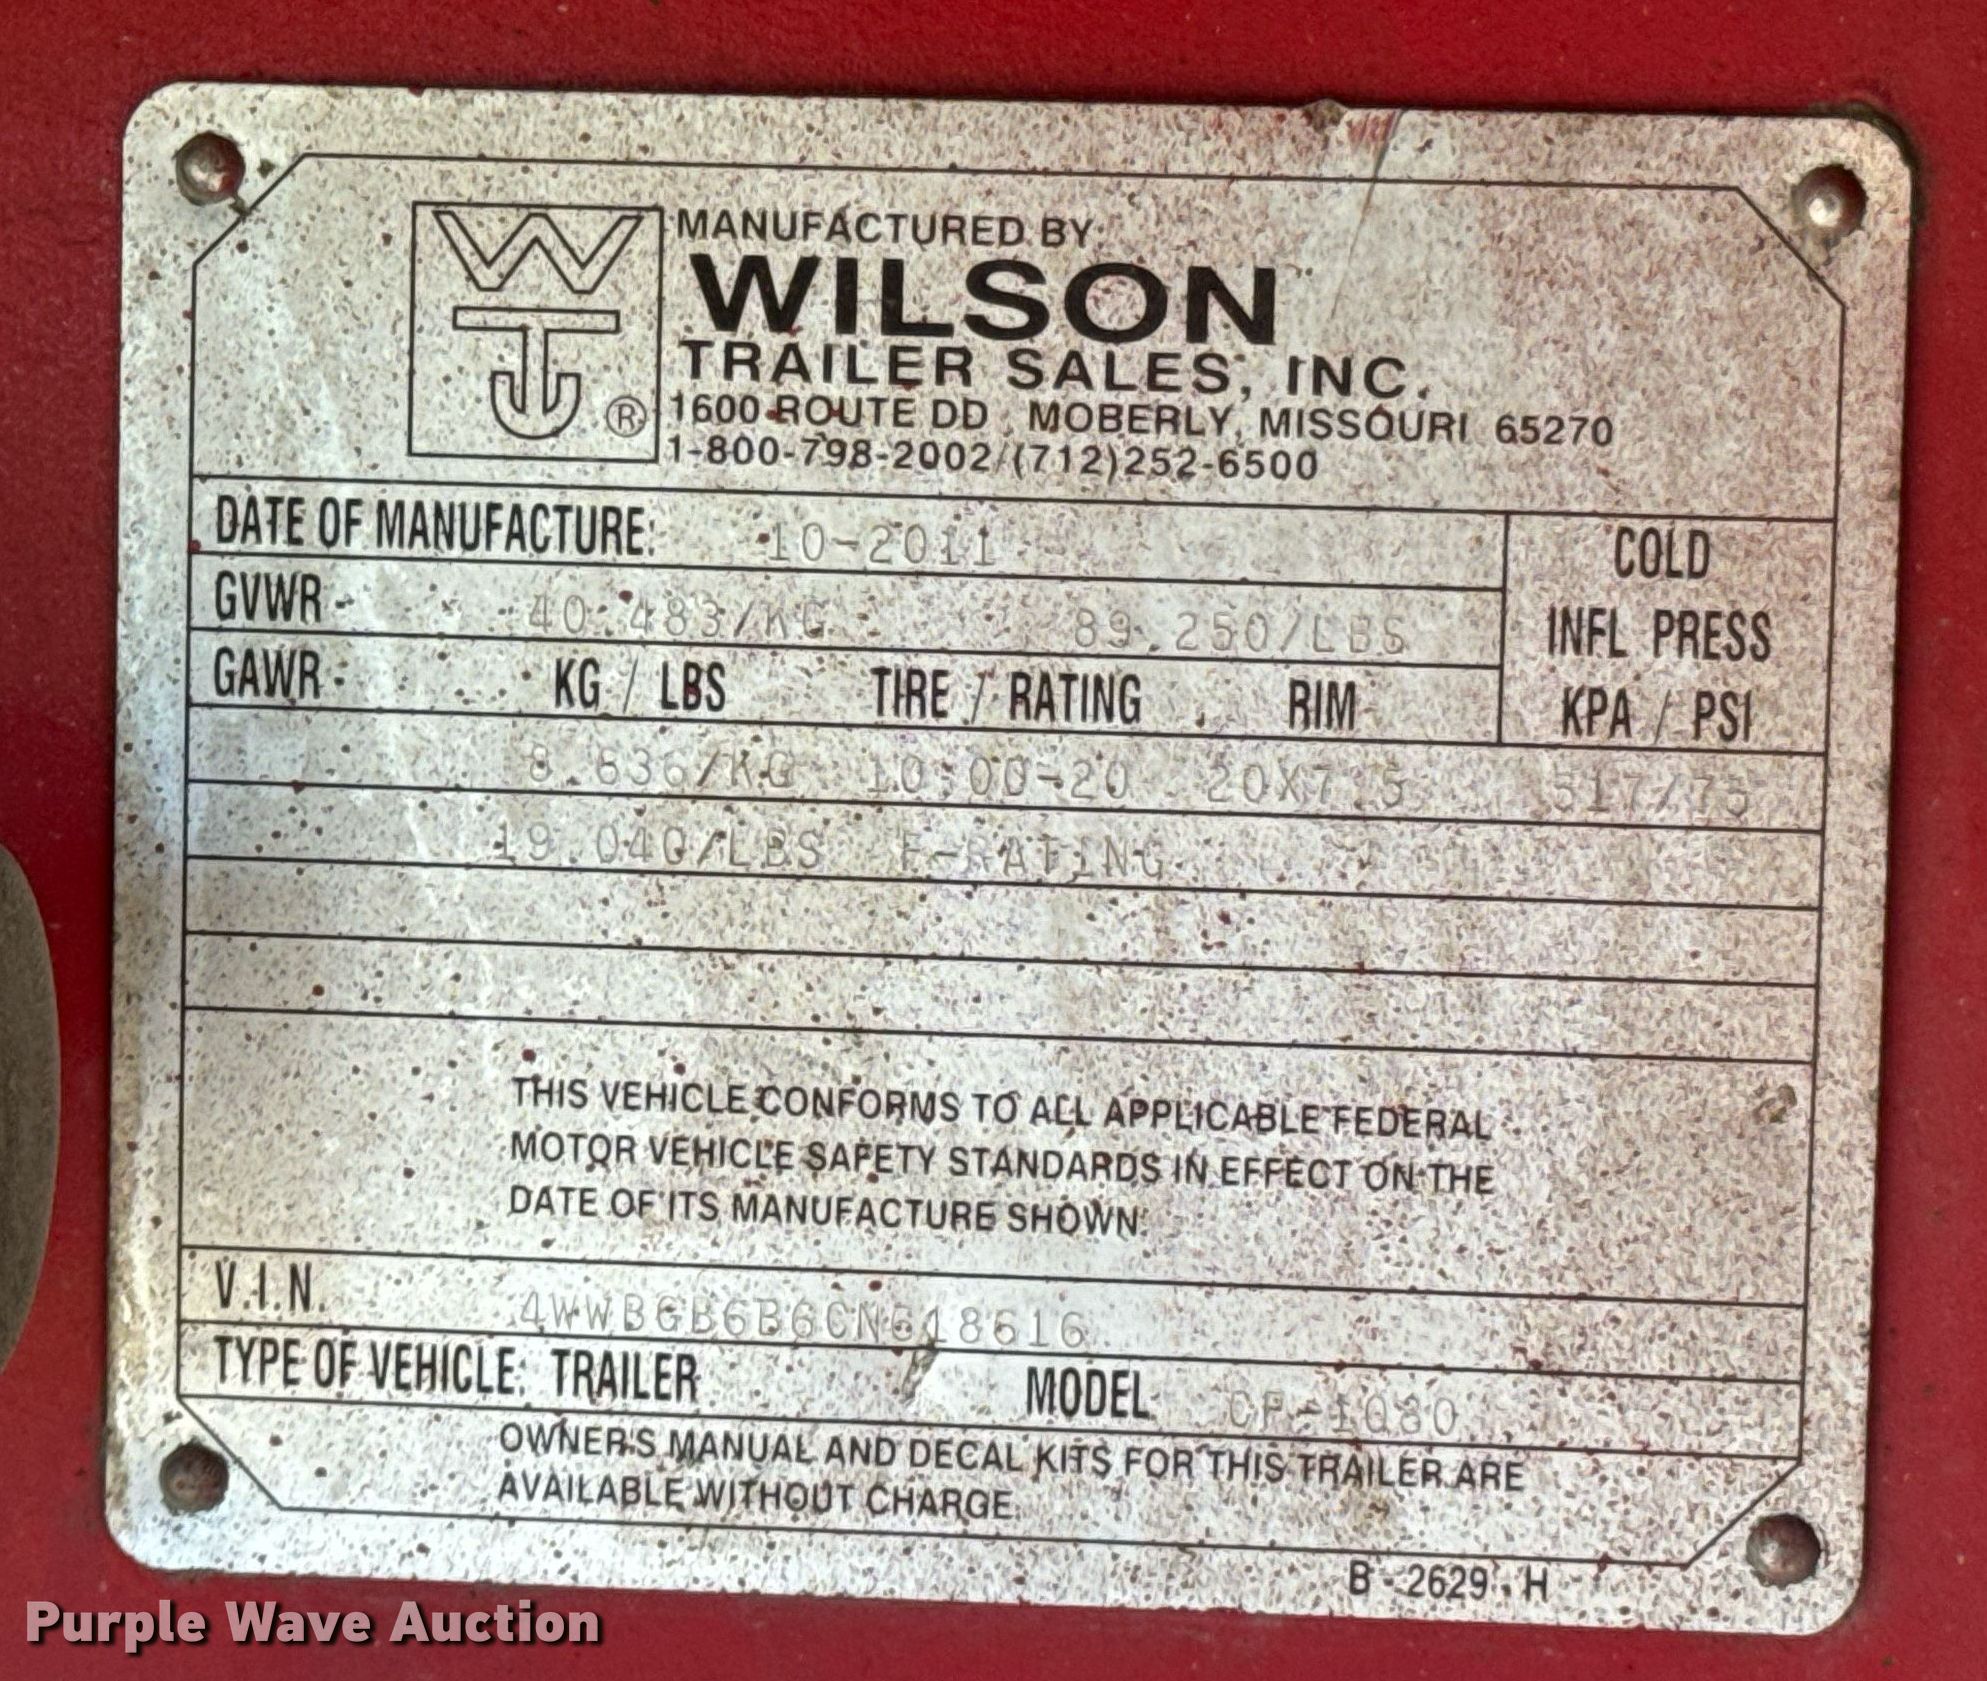 WTJ ®
MANUFACTURED BY
WILSON
TRAILER SALES, INC.
1600 ROUTE DD, MOBERLY, MISSOURI 65270
1-800-798-2002/(712)252-6500
DATE OF MANUFACTURE: 10-2011
COLD
GVWR 40.483/KG 89.250/LBS
INFL PRESS
GAWR KG / LBS TIRE / RATING RIM KPA / PSI
8.636/KG 10:00-20 20X7.5 517/75
19.040/LBS F-RATING
THIS VEHICLE CONFORMS TO ALL APPLICABLE FEDERAL
MOTOR VEHICLE SAFETY STANDARDS IN EFFECT ON THE
DATE OF ITS MANUFACTURE SHOWN.
V.I.N. 4WWBGB6B6CN618616
TYPE OF VEHICLE: TRAILER MODEL
OWNER'S MANUAL AND DECAL KITS FOR THIS TRAILER ARE
AVAILABLE WITHOUT CHARGE
B - 2629 - H
Purple Wave Auction